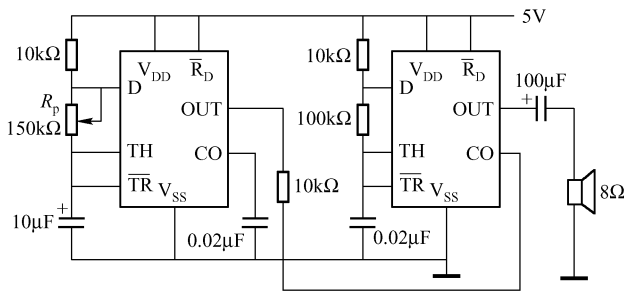 5V
10kΩ
V_DD
R̅_D
D
R_p
150kΩ
OUT
TH
CO
T̅R̅
V_SS
10μF
0.02μF
10kΩ
10kΩ
V_DD
R̅_D
D
100μF
OUT
100kΩ
TH
CO
T̅R̅
V_SS
0.02μF
8Ω
+
+